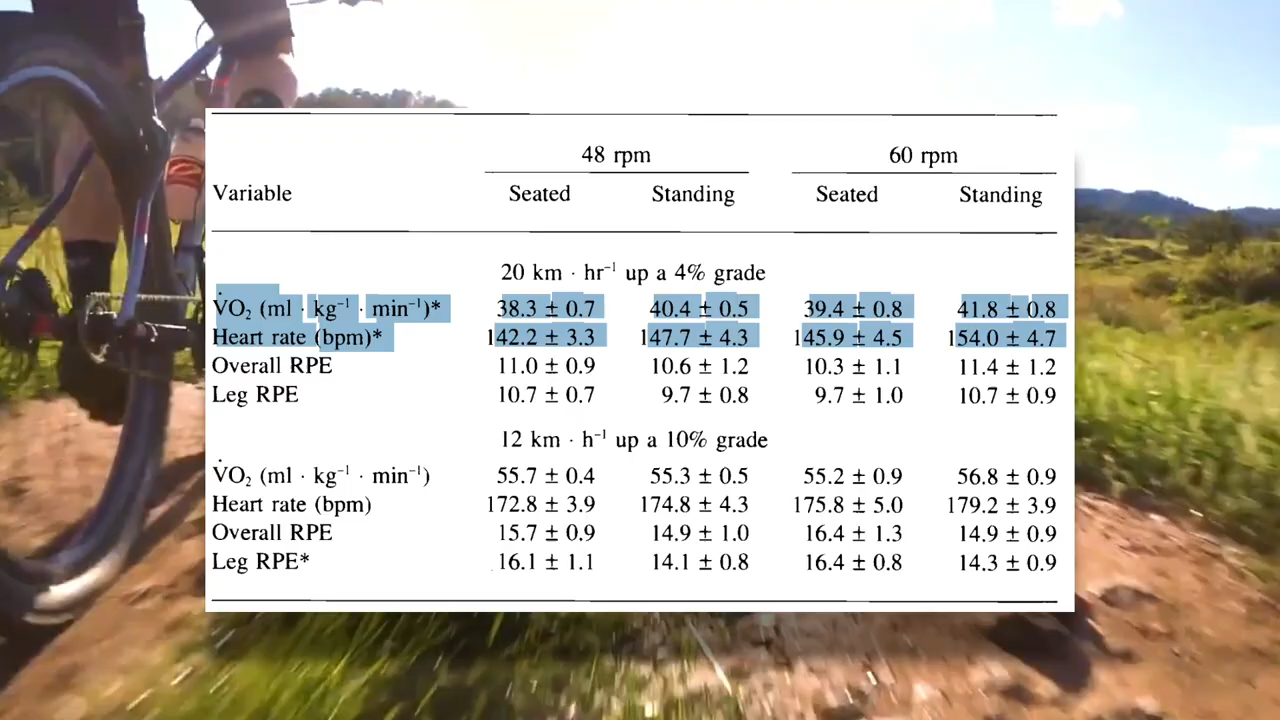 48 rpm 60 rpm
Variable Seated Standing Seated Standing
20 km · hr⁻¹ up a 4% grade
V̇O₂ (ml · kg⁻¹ · min⁻¹)* 38.3 ± 0.7 40.4 ± 0.5 39.4 ± 0.8 41.8 ± 0.8
Heart rate (bpm)* 142.2 ± 3.3 147.7 ± 4.3 145.9 ± 4.5 154.0 ± 4.7
Overall RPE 11.0 ± 0.9 10.6 ± 1.2 10.3 ± 1.1 11.4 ± 1.2
Leg RPE 10.7 ± 0.7 9.7 ± 0.8 9.7 ± 1.0 10.7 ± 0.9
12 km · h⁻¹ up a 10% grade
V̇O₂ (ml · kg⁻¹ · min⁻¹) 55.7 ± 0.4 55.3 ± 0.5 55.2 ± 0.9 56.8 ± 0.9
Heart rate (bpm) 172.8 ± 3.9 174.8 ± 4.3 175.8 ± 5.0 179.2 ± 3.9
Overall RPE 15.7 ± 0.9 14.9 ± 1.0 16.4 ± 1.3 14.9 ± 0.9
Leg RPE* 16.1 ± 1.1 14.1 ± 0.8 16.4 ± 0.8 14.3 ± 0.9